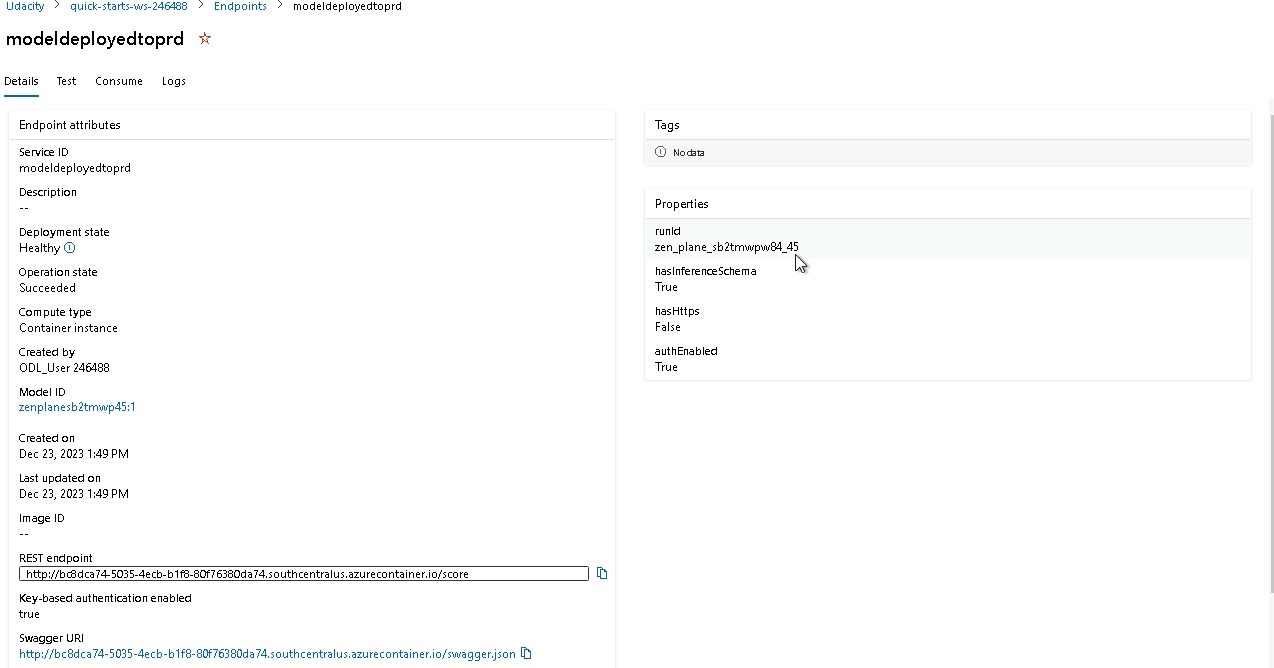 Udacity > quick-starts-ws-246488 > Endpoints > modeldeployedtoprd
modeldeployedtoprd
Details Test Consume Logs
Endpoint attributes
Service ID
modeldeployedtoprd
Description
--
Deployment state
Healthy
Operation state
Succeeded
Compute type
Container instance
Created by
ODL_User 246488
Model ID
zenplanesb2tmwp45:1
Created on
Dec 23, 2023 1:49 PM
Last updated on
Dec 23, 2023 1:49 PM
Image ID
--
REST endpoint
http://bc8dca74-5035-4ecb-b1f8-80f76380da74.southcentralus.azurecontainer.io/score
Key-based authentication enabled
true
Swagger URI
http://bc8dca74-5035-4ecb-b1f8-80f76380da74.southcentralus.azurecontainer.io/swagger.json
Tags
No data
Properties
runId
zen_plane_sb2tmwpw84_45
hasInferenceSchema
True
hasHttps
False
authEnabled
True